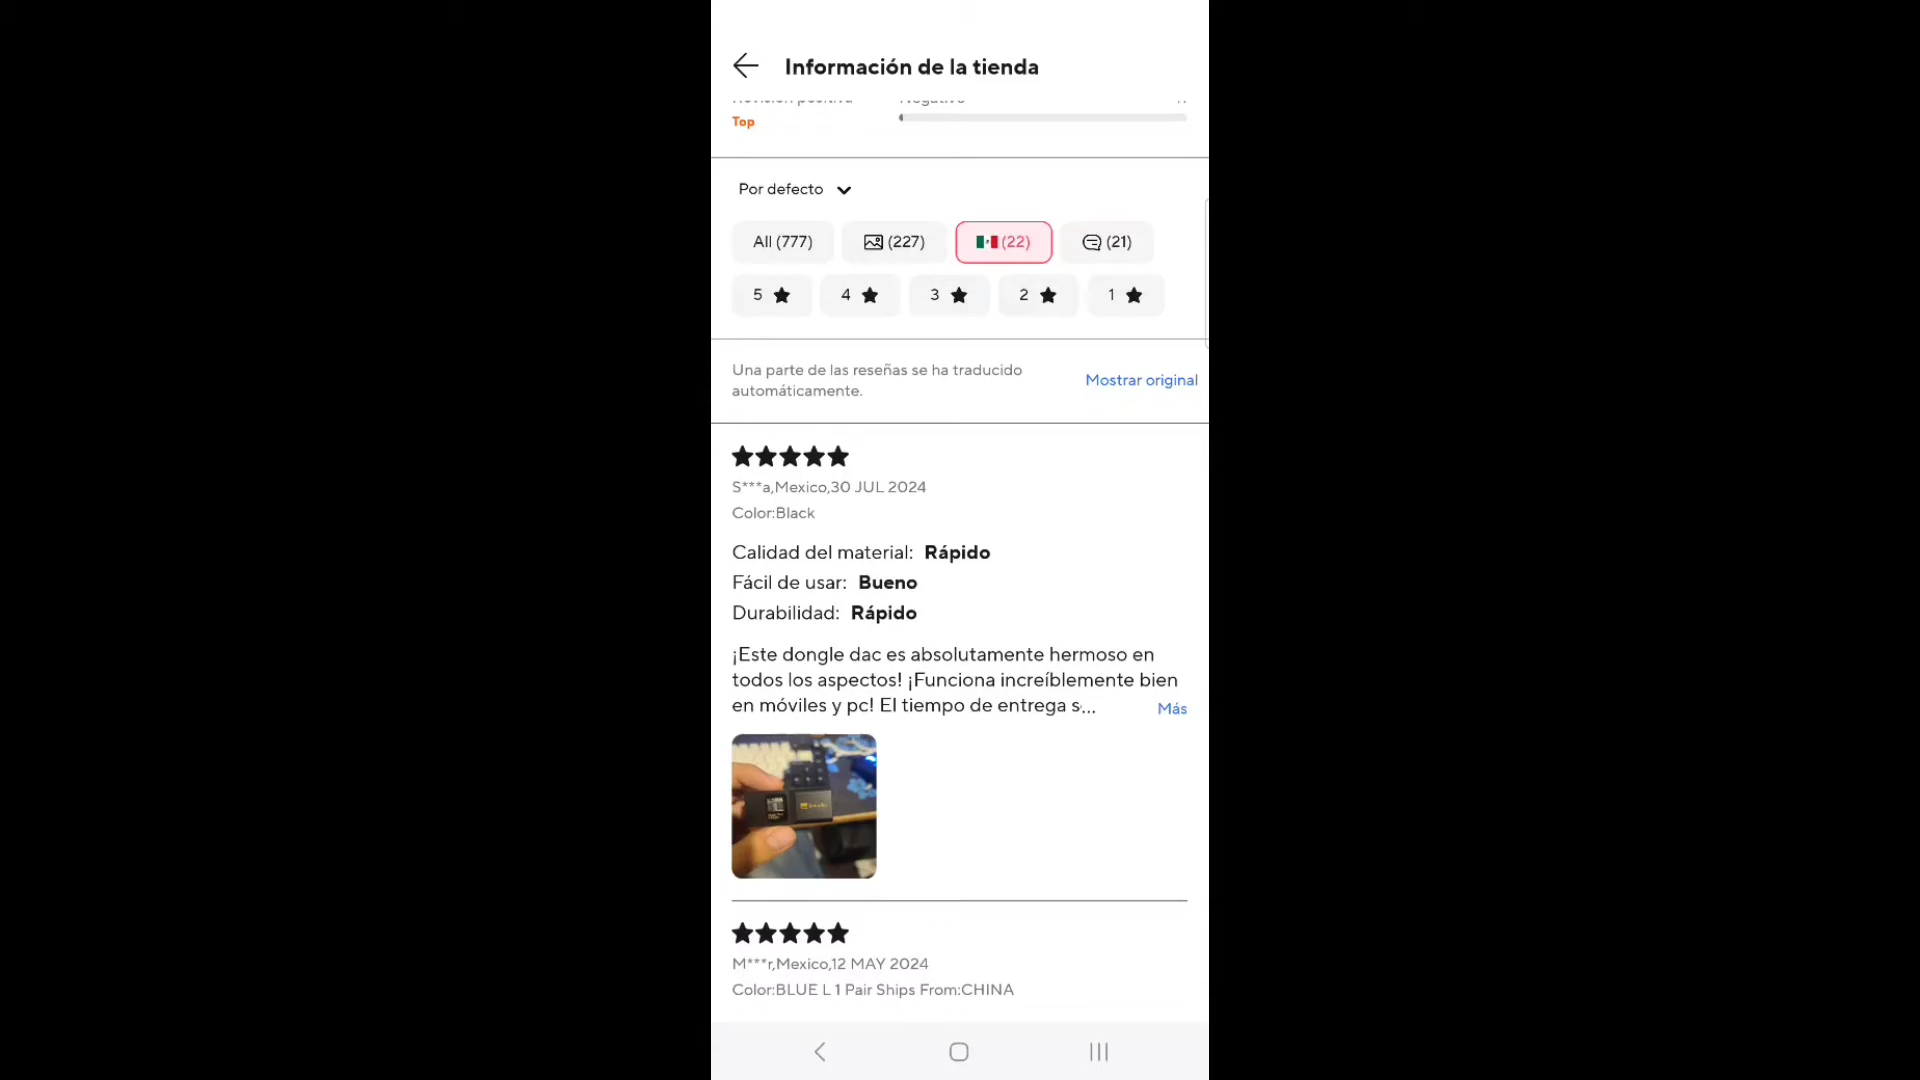 Información de la tienda
Top
Por defecto
All (777)
(227)
(22)
(21)
5
4
3
2
1
Una parte de las reseñas se ha traducido
automáticamente.
Mostrar original
S***a,Mexico,30 JUL 2024
Color:Black
Calidad del material: Rápido
Fácil de usar: Bueno
Durabilidad: Rápido
¡Este dongle dac es absolutamente hermoso en
todos los aspectos! ¡Funciona increíblemente bien
en móviles y pc! El tiempo de entrega s...
Más
M***r,Mexico,12 MAY 2024
Color:BLUE L 1 Pair Ships From:CHINA